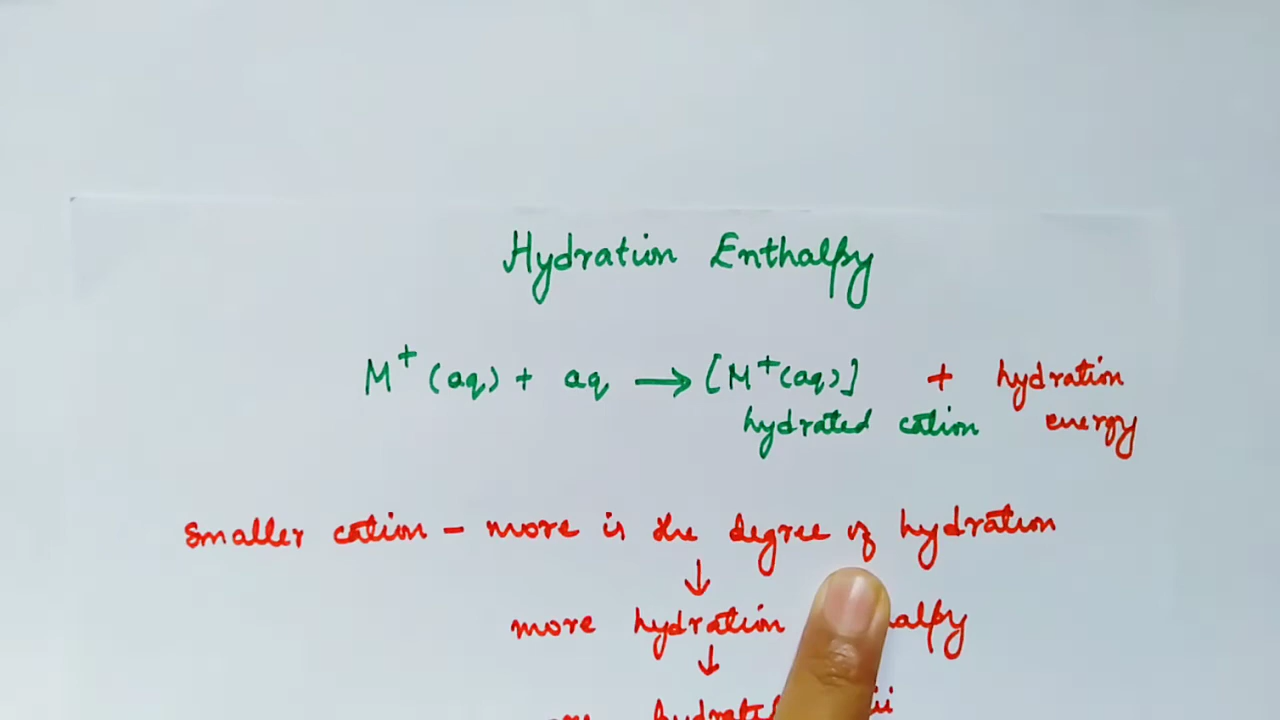 Hydration Enthalpy
M⁺ (aq) + aq → [M⁺(aq)] + hydration
hydrated cation energy
Smaller cation – more is the degree of hydration
↓
more hydration
↓